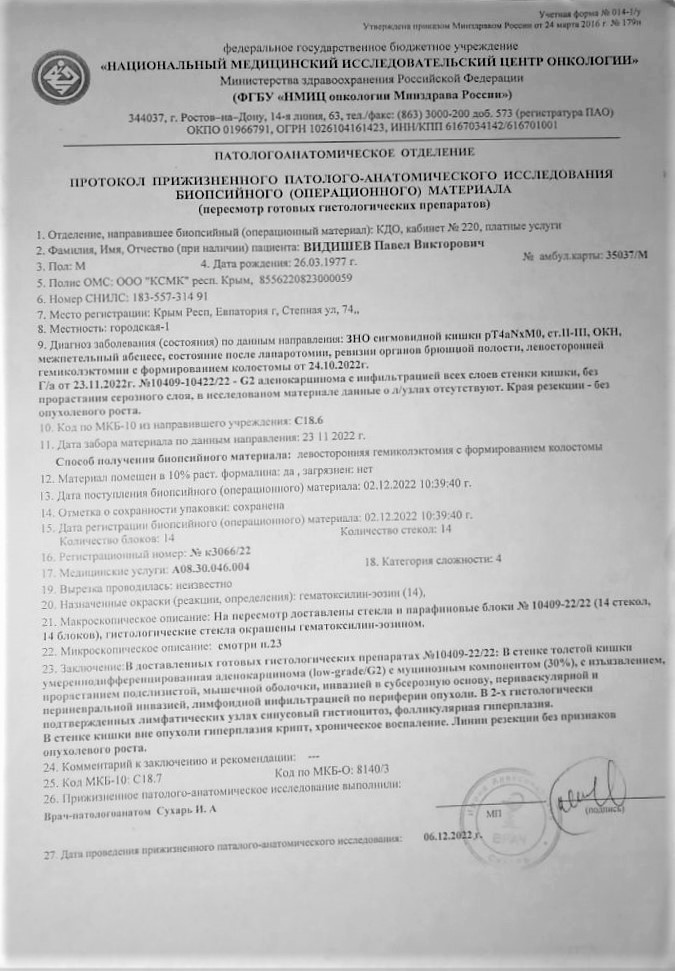 Учетная форма № 014-1/у
Утверждена приказом Минздравом России от 24 марта 2016 г № 179н
федеральное государственное бюджетное учреждение
«НАЦИОНАЛЬНЫЙ МЕДИЦИНСКИЙ ИССЛЕДОВАТЕЛЬСКИЙ ЦЕНТР ОНКОЛОГИИ»
Министерства здравоохранения Российской Федерации
(ФГБУ «НМИЦ онкологии Минздрава России»)
344037, г. Ростов-на-Дону, 14-я линия, 63, тел./факс: (863) 3000-200 доб. 573 (регистратура ПАО)
ОКПО 01966791, ОГРН 1026104161423, ИНН/КПП 6167034142/616701001
ПАТОЛОГОАНАТОМИЧЕСКОЕ ОТДЕЛЕНИЕ
ПРОТОКОЛ ПРИЖИЗНЕННОГО ПАТОЛОГО-АНАТОМИЧЕСКОГО ИССЛЕДОВАНИЯ
БИОПСИЙНОГО (ОПЕРАЦИОННОГО) МАТЕРИАЛА
(пересмотр готовых гистологических препаратов)
1. Отделение, направившее биопсийный (операционный материал): КДО, кабинет № 220, платные услуги
2. Фамилия, Имя, Отчество (при наличии) пациента: ВИДИШЕВ Павел Викторович
3. Пол: М 4. Дата рождения: 26.03.1977 г. № амбул.карты: 35037/М
5. Полис ОМС: ООО "КСМК" респ. Крым, 8556220823000059
6. Номер СНИЛС: 183-557-314 91
7. Место регистрации: Крым Респ, Евпатория г, Степная ул, 74,,
8. Местность: городская-1
9. Диагноз заболевания (состояния) по данным направления: ЗНО сигмовидной кишки pT4aNxM0, ст.II-III, ОКН,
межпетельный абсцесс, состояние после лапаротомии, ревизии органов брюшной полости, левосторонней
гемиколэктомии с формированием колостомы от 24.10.2022г.
Г/а от 23.11.2022г. №10409-10422/22 - G2 аденокарцинома с инфильтрацией всех слоев стенки кишки, без
прорастания серозного слоя, в исследованом материале данные о л/узлах отсутствуют. Края резекции - без
опухолевого роста.
10. Код по МКБ-10 из направившего учреждения: C18.6
11. Дата забора материала по данным направления: 23 11 2022 г.
Способ получения биопсийного материала: левосторонняя гемиколэктомия с формированием колостомы
12. Материал помещен в 10% раст. формалина: да , загрязнен: нет
13. Дата поступления биопсийного (операционного) материала: 02.12.2022 10:39:40 г.
14. Отметка о сохранности упаковки: сохранена
15. Дата регистрации биопсийного (операционного) материала: 02.12.2022 10:39:40 г.
Количество блоков: 14 Количество стекол: 14
16. Регистрационный номер: № к3066/22
17. Медицинские услуги: A08.30.046.004 18. Категория сложности: 4
19. Вырезка проводилась: неизвестно
20. Назначенные окраски (реакции, определения): гематоксилин-эозин (14),
21. Макроскопическое описание: На пересмотр доставлены стекла и парафиновые блоки № 10409-22/22 (14 стекол,
14 блоков), гистологические стекла окрашены гематоксилин-эозином.
22. Микроскопическое описание: смотри п.23
23. Заключение:В доставленных готовых гистологических препаратах №10409-22/22: В стенке толстой кишки
умереннодифференцированная аденокарцинома (low-grade/G2) с муцинозным компонентом (30%), с изъязвлением,
прорастанием подслизистой, мышечной оболочки, инвазией в субсерозную основу, периваскулярной и
периневральной инвазией, лимфоидной инфильтрацией по периферии опухоли. В 2-х гистологически
подтвержденных лимфатических узлах синусовый гистиоцитоз, фолликулярная гиперплазия.
В стенке кишки вне опухоли гиперплазия крипт, хроническое воспаление. Линии резекции без признаков
опухолевого роста.
24. Комментарий к заключению и рекомендации: ---
25. Код МКБ-10: C18.7 Код по МКБ-О: 8140/3
26. Прижизненное патолого-анатомическое исследование выполнили:
Врач-патологоанатом Сухарь И. А
МП (подпись)
ВРАЧ
27. Дата проведения прижизненного паталого-анатомического исследования: 06.12.2022 г.